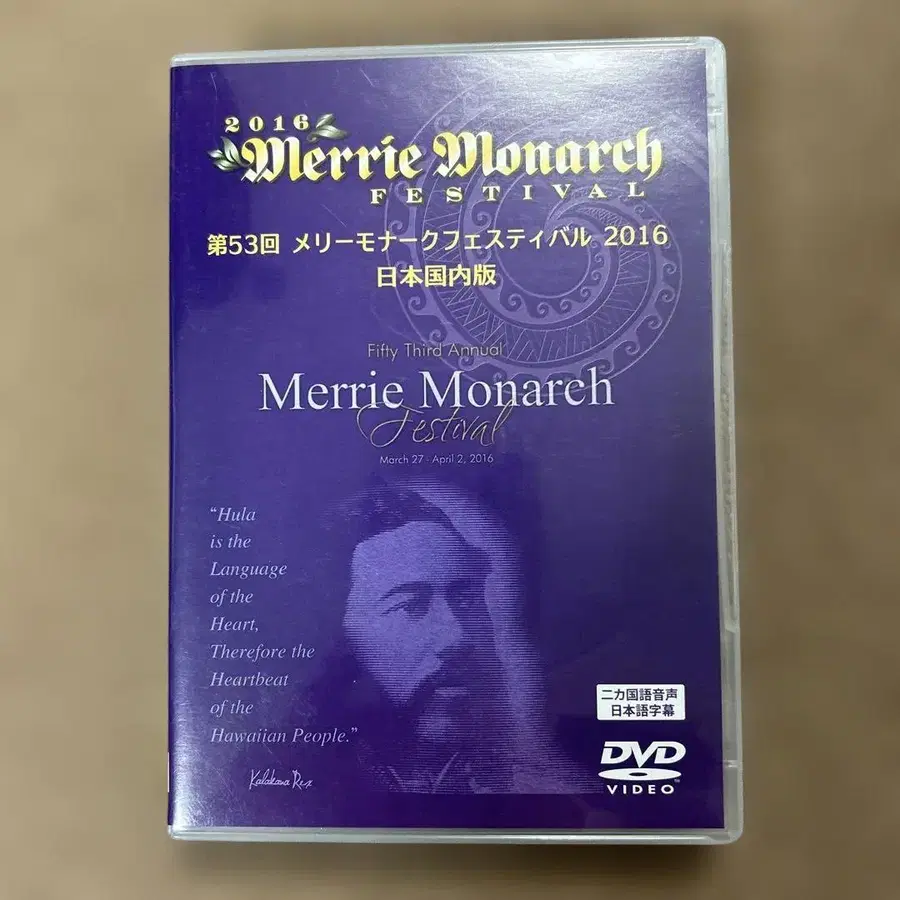 2016
Merrie Monarch
FESTIVAL
第53回 メリーモナークフェスティバル 2016
日本国内版
Fifty Third Annual
Merrie Monarch
Festival
March 27 - April 2, 2016
“Hula
is the
Language
of the
Heart,
Therefore the
Heartbeat
of the
Hawaiian People.”
Kalakaua Rex
二カ国語音声
日本語字幕
DVD
VIDEO